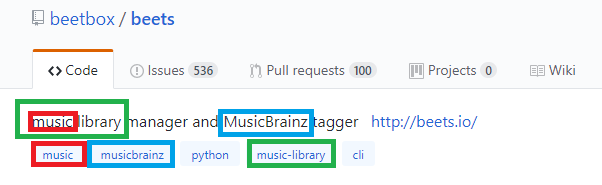 beetbox / beets
Code Issues 536 Pull requests 100 Projects 0 Wiki
music library manager and MusicBrainz tagger http://beets.io/
music musicbrainz python music-library cli